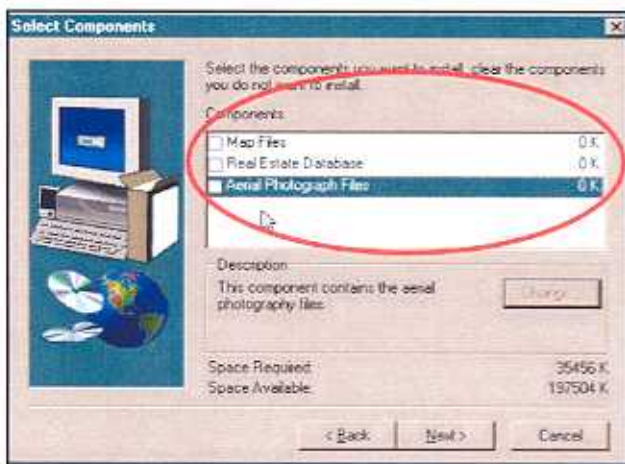 Select Components
Select the components you want to install, clear the components
you do not want to install.
Components
Map Files 0 K
Real Estate Database 0 K
Aerial Photograph Files 0 K
Description
This component contains the aerial
photography files
Change...
Space Required: 35456 K
Space Available: 197504 K
< Back
Next >
Cancel